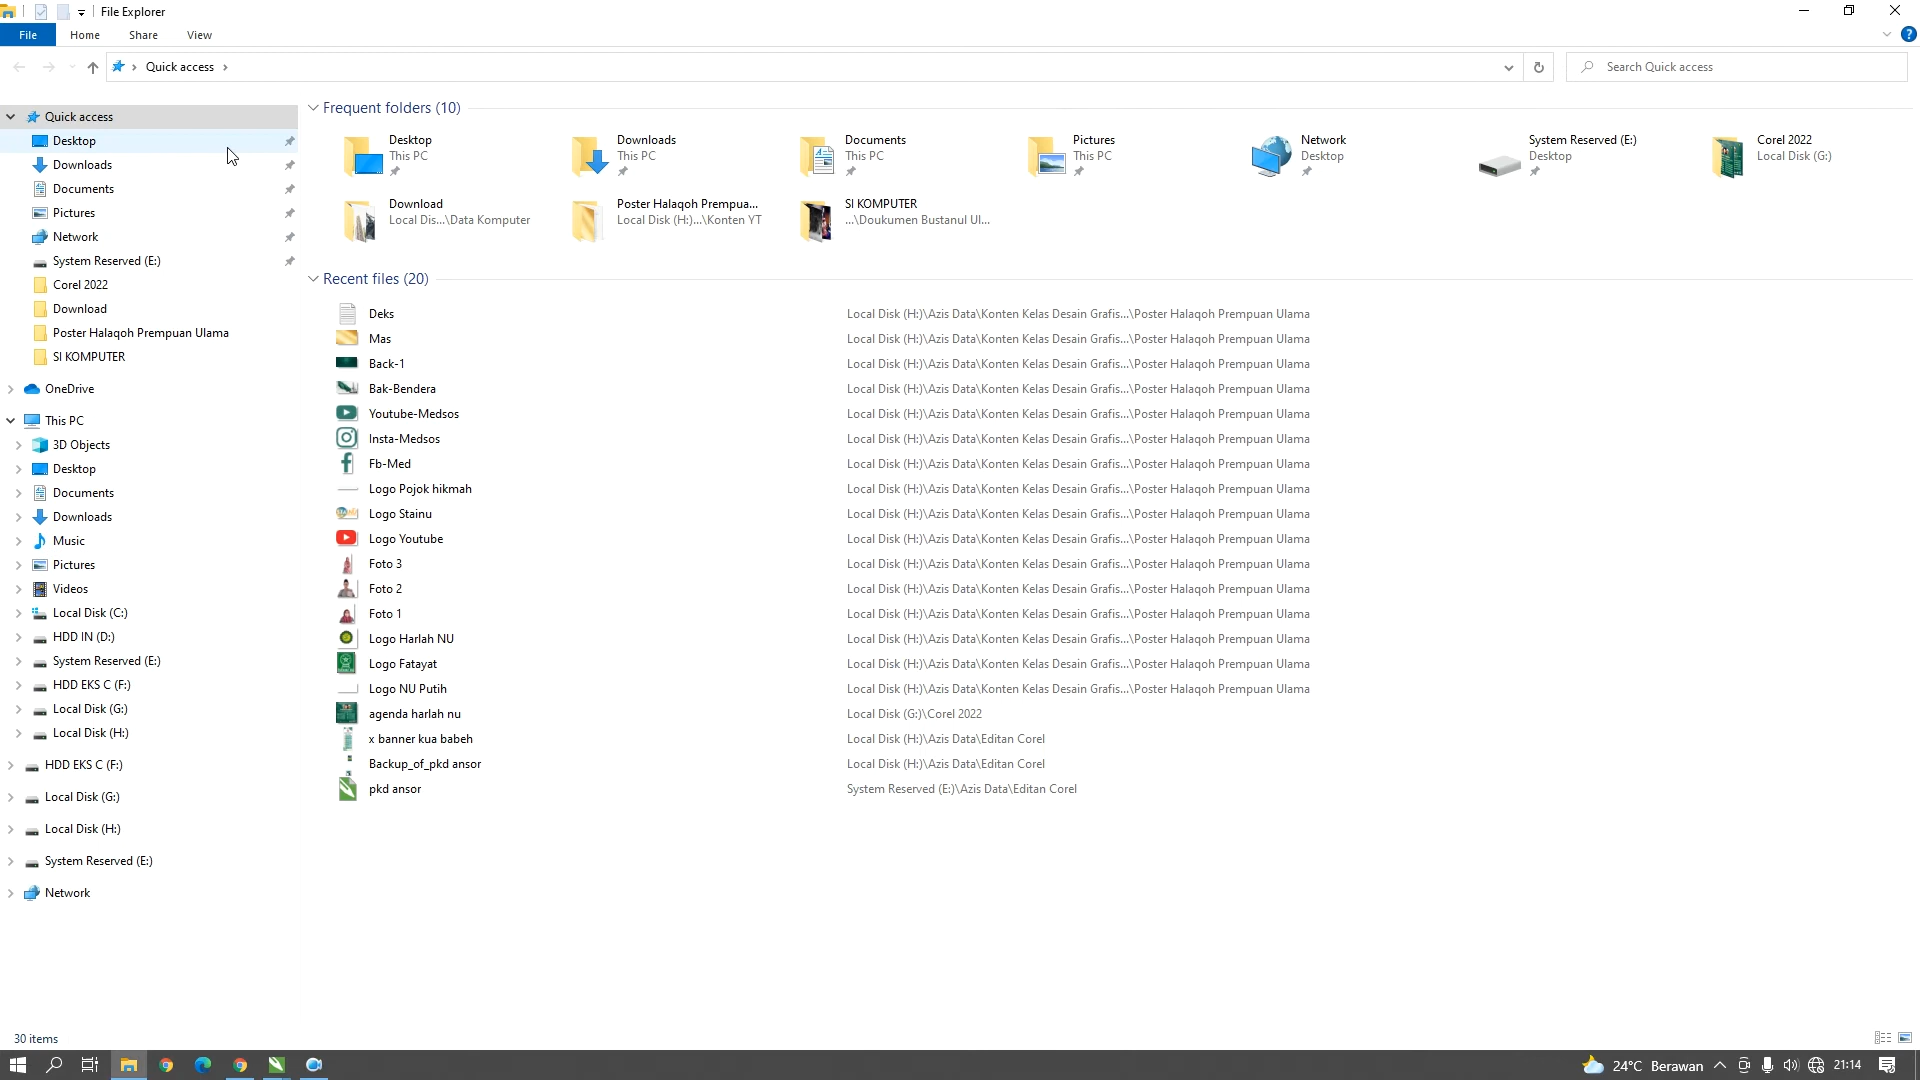 File Explorer
File Home Share View
Quick access
Search Quick access
Quick access
Desktop
Downloads
Documents
Pictures
Network
System Reserved (E:)
Corel 2022
Download
Poster Halaqoh Prempuan Ulama
SI KOMPUTER
OneDrive
This PC
3D Objects
Desktop
Documents
Downloads
Music
Pictures
Videos
Local Disk (C:)
HDD IN (D:)
System Reserved (E:)
HDD EKS C (F:)
Local Disk (G:)
Local Disk (H:)
HDD EKS C (F:)
Local Disk (G:)
Local Disk (H:)
System Reserved (E:)
Network
Frequent folders (10)
Desktop
This PC
Downloads
This PC
Documents
This PC
Pictures
This PC
Network
Desktop
System Reserved (E:)
Desktop
Corel 2022
Local Disk (G:)
Download
Local Dis...\Data Komputer
Poster Halaqoh Prempua...
Local Disk (H:)...\Konten YT
SI KOMPUTER
...\Doukumen Bustanul Ul...
Recent files (20)
Deks Local Disk (H:)\Azis Data\Konten Kelas Desain Grafis...\Poster Halaqoh Prempuan Ulama
Mas Local Disk (H:)\Azis Data\Konten Kelas Desain Grafis...\Poster Halaqoh Prempuan Ulama
Back-1 Local Disk (H:)\Azis Data\Konten Kelas Desain Grafis...\Poster Halaqoh Prempuan Ulama
Bak-Bendera Local Disk (H:)\Azis Data\Konten Kelas Desain Grafis...\Poster Halaqoh Prempuan Ulama
Youtube-Medsos Local Disk (H:)\Azis Data\Konten Kelas Desain Grafis...\Poster Halaqoh Prempuan Ulama
Insta-Medsos Local Disk (H:)\Azis Data\Konten Kelas Desain Grafis...\Poster Halaqoh Prempuan Ulama
Fb-Med Local Disk (H:)\Azis Data\Konten Kelas Desain Grafis...\Poster Halaqoh Prempuan Ulama
Logo Pojok hikmah Local Disk (H:)\Azis Data\Konten Kelas Desain Grafis...\Poster Halaqoh Prempuan Ulama
Logo Stainu Local Disk (H:)\Azis Data\Konten Kelas Desain Grafis...\Poster Halaqoh Prempuan Ulama
Logo Youtube Local Disk (H:)\Azis Data\Konten Kelas Desain Grafis...\Poster Halaqoh Prempuan Ulama
Foto 3 Local Disk (H:)\Azis Data\Konten Kelas Desain Grafis...\Poster Halaqoh Prempuan Ulama
Foto 2 Local Disk (H:)\Azis Data\Konten Kelas Desain Grafis...\Poster Halaqoh Prempuan Ulama
Foto 1 Local Disk (H:)\Azis Data\Konten Kelas Desain Grafis...\Poster Halaqoh Prempuan Ulama
Logo Harlah NU Local Disk (H:)\Azis Data\Konten Kelas Desain Grafis...\Poster Halaqoh Prempuan Ulama
Logo Fatayat Local Disk (H:)\Azis Data\Konten Kelas Desain Grafis...\Poster Halaqoh Prempuan Ulama
Logo NU Putih Local Disk (H:)\Azis Data\Konten Kelas Desain Grafis...\Poster Halaqoh Prempuan Ulama
agenda harlah nu Local Disk (G:)\Corel 2022
x banner kua babeh Local Disk (H:)\Azis Data\Editan Corel
Backup_of_pkd ansor Local Disk (H:)\Azis Data\Editan Corel
pkd ansor System Reserved (E:)\Azis Data\Editan Corel
30 items
24°C Berawan 21:14